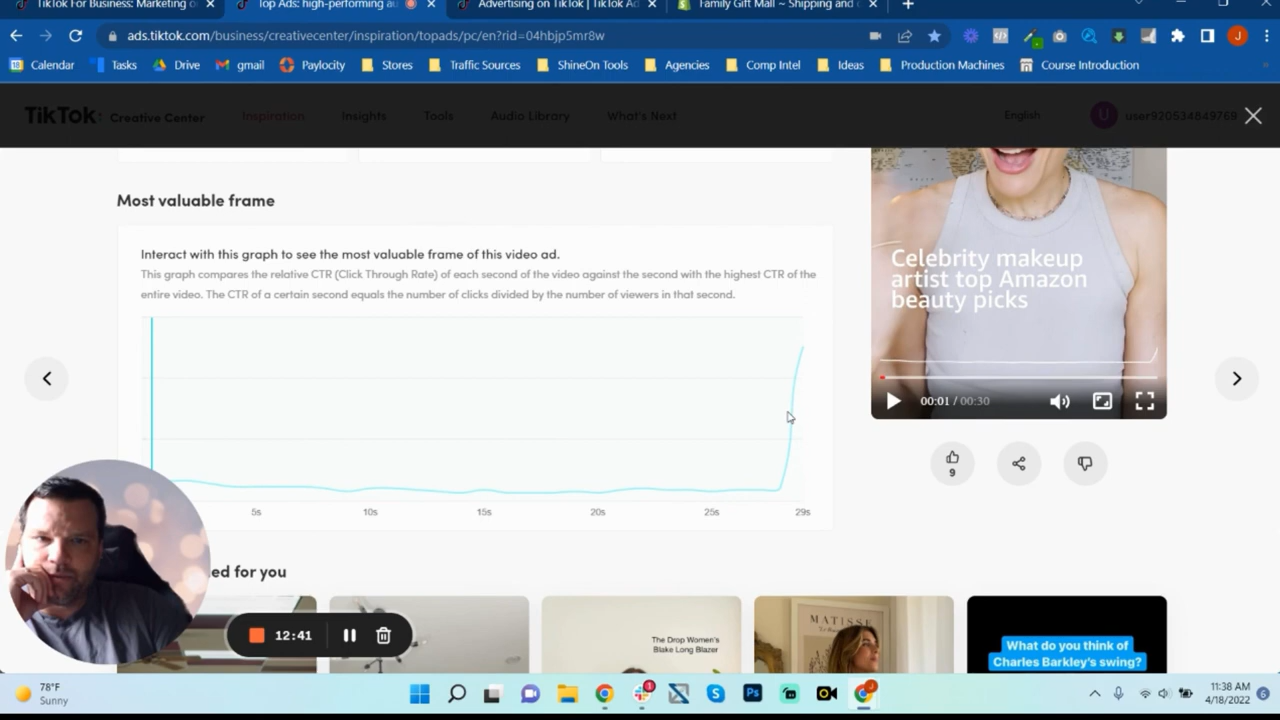 TikTok For Business: Marketing o
Top Ads: high-performing au
Advertising on TikTok | TikTok Ad
Family Gift Mall ~ Shipping and
ads.tiktok.com/business/creativecenter/inspiration/topads/pc/en?rid=04hbjp5mr8w
J
Calendar
Tasks
Drive
gmail
Paylocity
Stores
Traffic Sources
ShineOn Tools
Agencies
Comp Intel
Ideas
Production Machines
Course Introduction
TikTok: Creative Center
Inspiration
Insights
Tools
Audio Library
What's Next
English
U
user920534849769
Most valuable frame
Interact with this graph to see the most valuable frame of this video ad.
This graph compares the relative CTR (Click Through Rate) of each second of the video against the second with the highest CTR of the
entire video. The CTR of a certain second equals the number of clicks divided by the number of viewers in that second.
5s
10s
15s
20s
25s
29s
Celebrity makeup
artist top Amazon
beauty picks
00:01 / 00:30
9
ed for you
12:41
The Drop Women's
Blake Long Blazer
MATISSE
What do you think of
Charles Barkley's swing?
78°F
Sunny
1
Ps
J
11:38 AM
4/18/2022
6